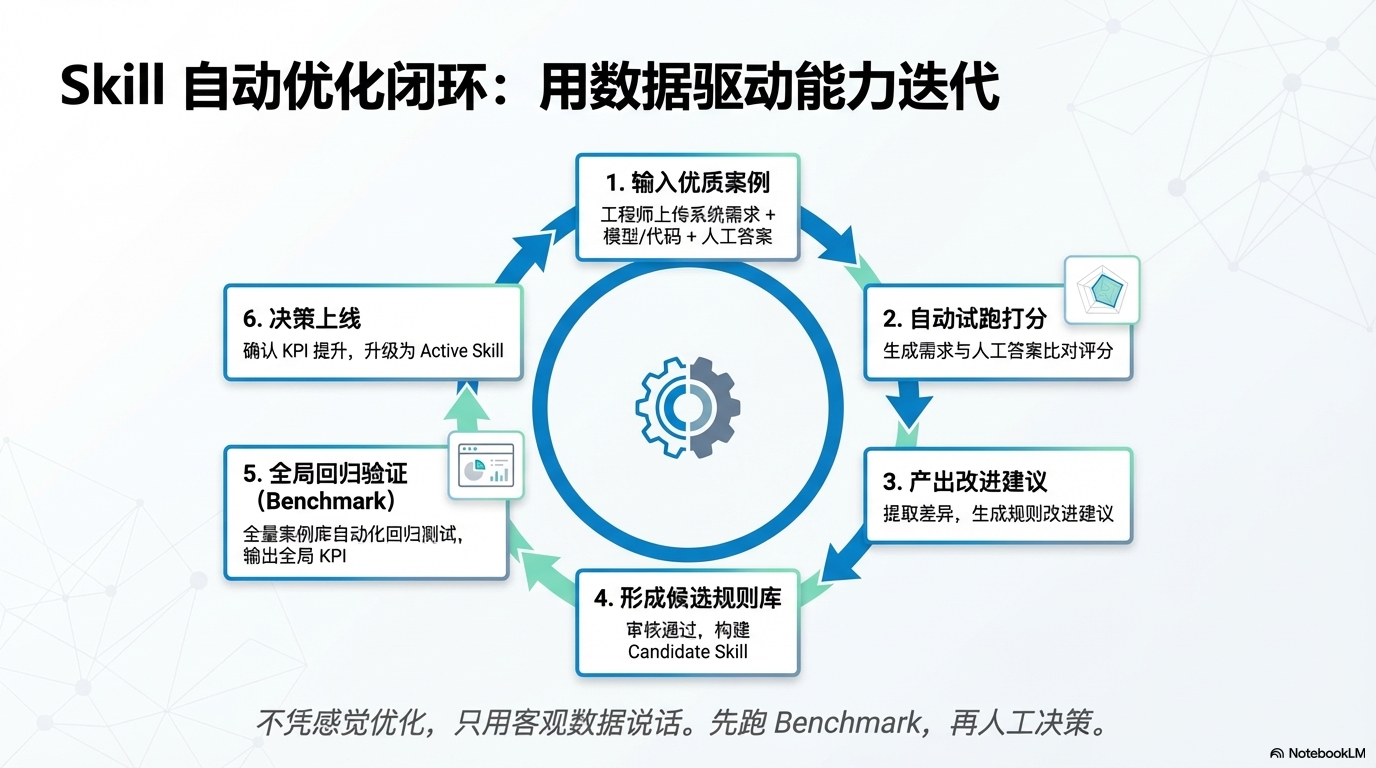 Skill 自动优化闭环：用数据驱动能力迭代
1. 输入优质案例
工程师上传系统需求 +
模型/代码 + 人工答案
2. 自动试跑打分
生成需求与人工答案比对评分
3. 产出改进建议
提取差异，生成规则改进建议
4. 形成候选规则库
审核通过，构建
Candidate Skill
5. 全局回归验证
（Benchmark）
全量案例库自动化回归测试，
输出全局 KPI
6. 决策上线
确认 KPI 提升，升级为 Active Skill
不凭感觉优化，只用客观数据说话。先跑 Benchmark，再人工决策。
NotebookLM